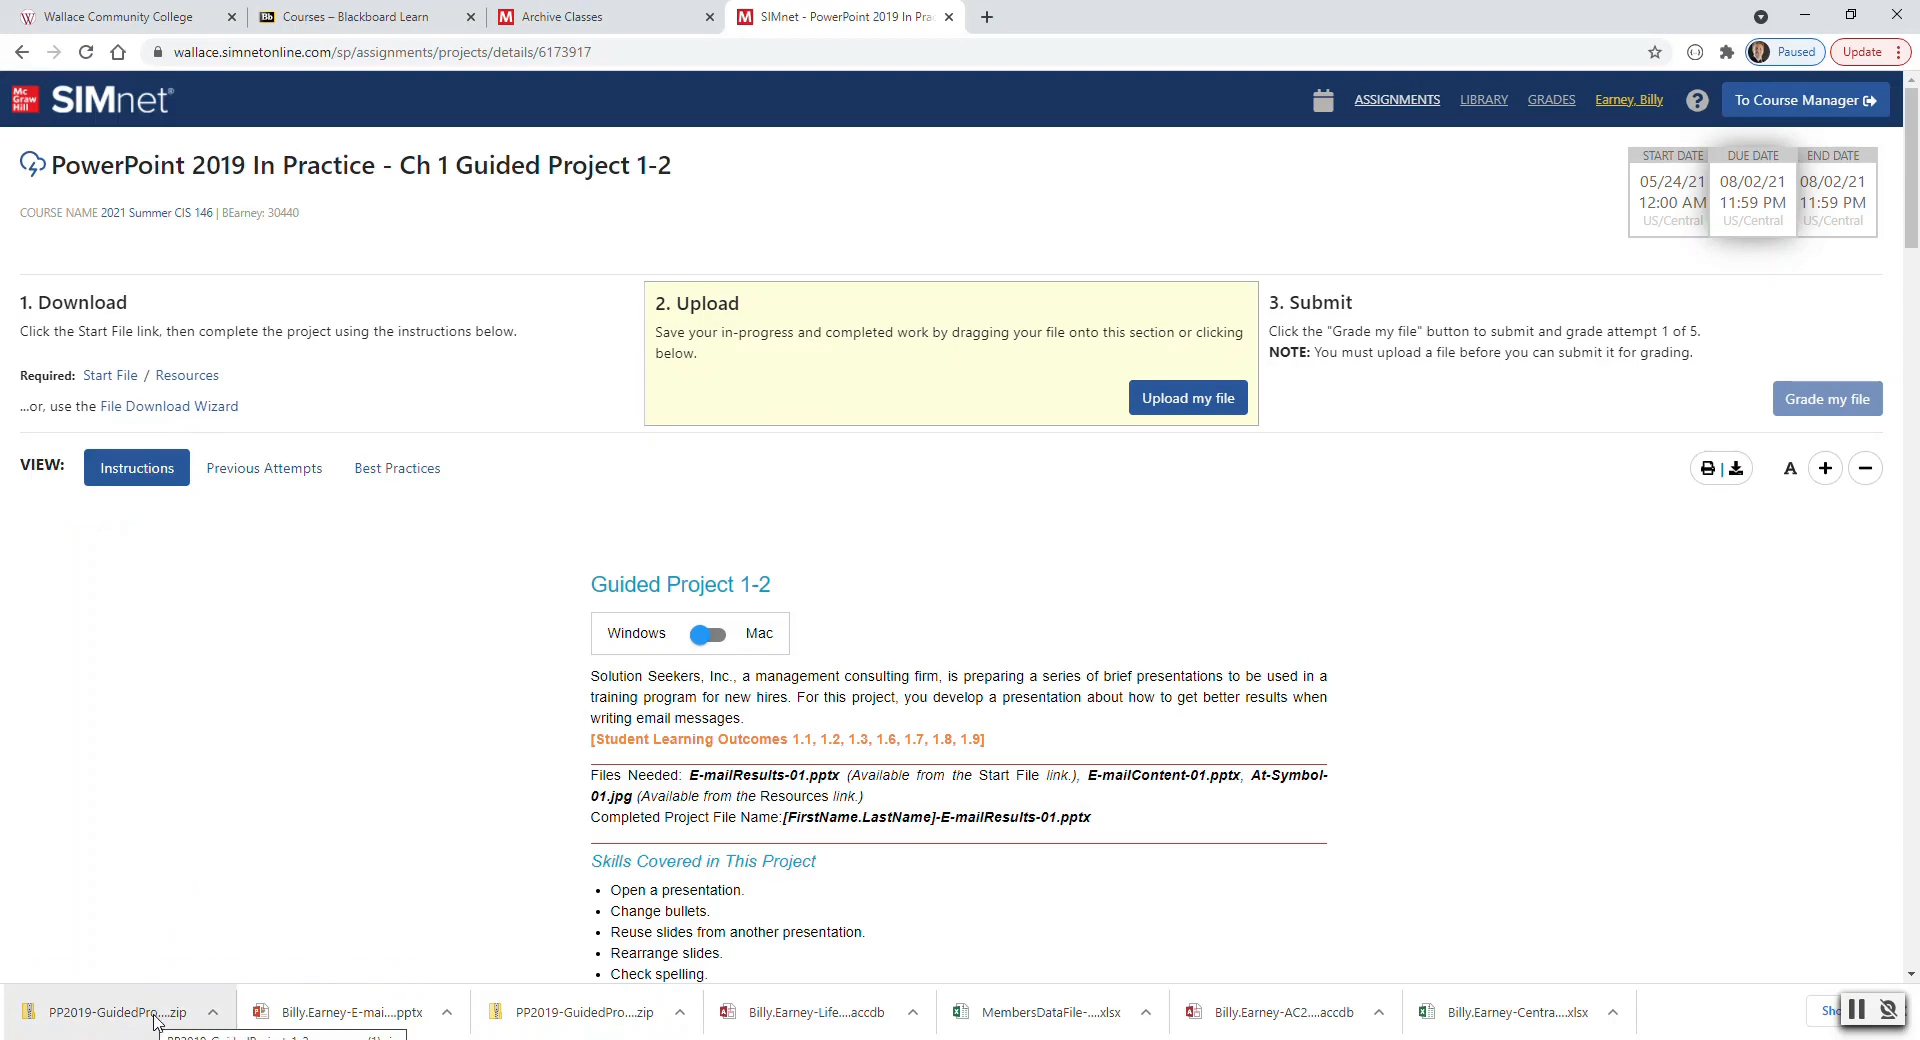 Wallace Community College
Courses – Blackboard Learn
Archive Classes
SIMnet - PowerPoint 2019 In Pra
wallace.simnetonline.com/sp/assignments/projects/details/6173917
Paused
Update
Mc Graw Hill
SIMnet®
ASSIGNMENTS
LIBRARY
GRADES
Earney, Billy
?
To Course Manager
PowerPoint 2019 In Practice - Ch 1 Guided Project 1-2
START DATE
DUE DATE
END DATE
05/24/21
08/02/21
08/02/21
12:00 AM
11:59 PM
11:59 PM
US/Central
US/Central
US/Central
COURSE NAME 2021 Summer CIS 146 | BEarney: 30440
1. Download
Click the Start File link, then complete the project using the instructions below.
Required: Start File / Resources
...or, use the File Download Wizard
2. Upload
Save your in-progress and completed work by dragging your file onto this section or clicking
below.
Upload my file
3. Submit
Click the "Grade my file" button to submit and grade attempt 1 of 5.
NOTE: You must upload a file before you can submit it for grading.
Grade my file
VIEW:
Instructions
Previous Attempts
Best Practices
A
Guided Project 1-2
Windows
Mac
Solution Seekers, Inc., a management consulting firm, is preparing a series of brief presentations to be used in a
training program for new hires. For this project, you develop a presentation about how to get better results when
writing email messages.
[Student Learning Outcomes 1.1, 1.2, 1.3, 1.6, 1.7, 1.8, 1.9]
Files Needed: E-mailResults-01.pptx (Available from the Start File link.), E-mailContent-01.pptx, At-Symbol-
01.jpg (Available from the Resources link.)
Completed Project File Name:[FirstName.LastName]-E-mailResults-01.pptx
Skills Covered in This Project
• Open a presentation.
• Change bullets.
• Reuse slides from another presentation.
• Rearrange slides.
• Check spelling.
PP2019-GuidedPro....zip
Billy.Earney-E-mai....pptx
PP2019-GuidedPro....zip
Billy.Earney-Life....accdb
MembersDataFile-....xlsx
Billy.Earney-AC2....accdb
Billy.Earney-Centra....xlsx